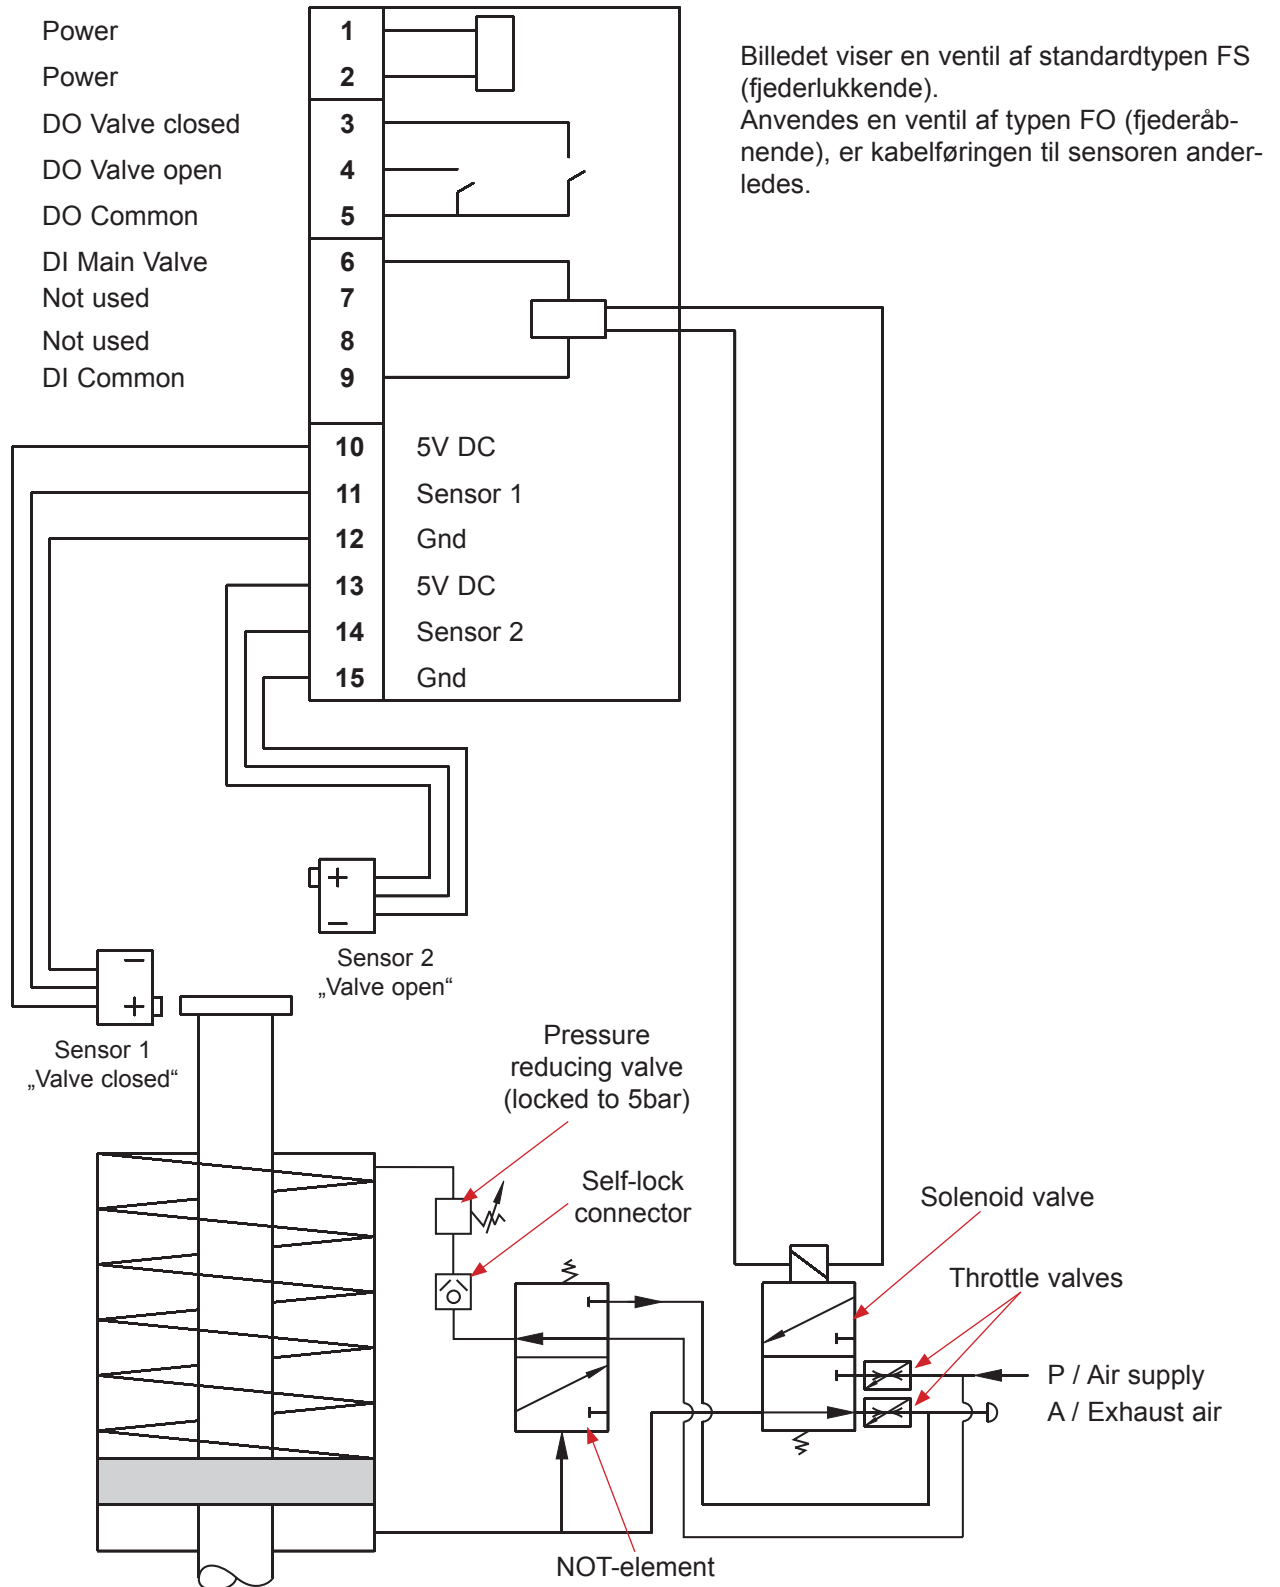 Power 1
Power 2
DO Valve closed 3
DO Valve open 4
DO Common 5
DI Main Valve 6
Not used 7
Not used 8
DI Common 9
10 5V DC
11 Sensor 1
12 Gnd
13 5V DC
14 Sensor 2
15 Gnd
Billedet viser en ventil af standardtypen FS
(fjederlukkende).
Anvendes en ventil af typen FO (fjederåb-
nende), er kabelføringen til sensoren ander-
ledes.
+
–
Sensor 2
„Valve open“
–
+
Sensor 1
„Valve closed“
Pressure
reducing valve
(locked to 5bar)
Self-lock
connector
Solenoid valve
Throttle valves
P / Air supply
A / Exhaust air
NOT-element